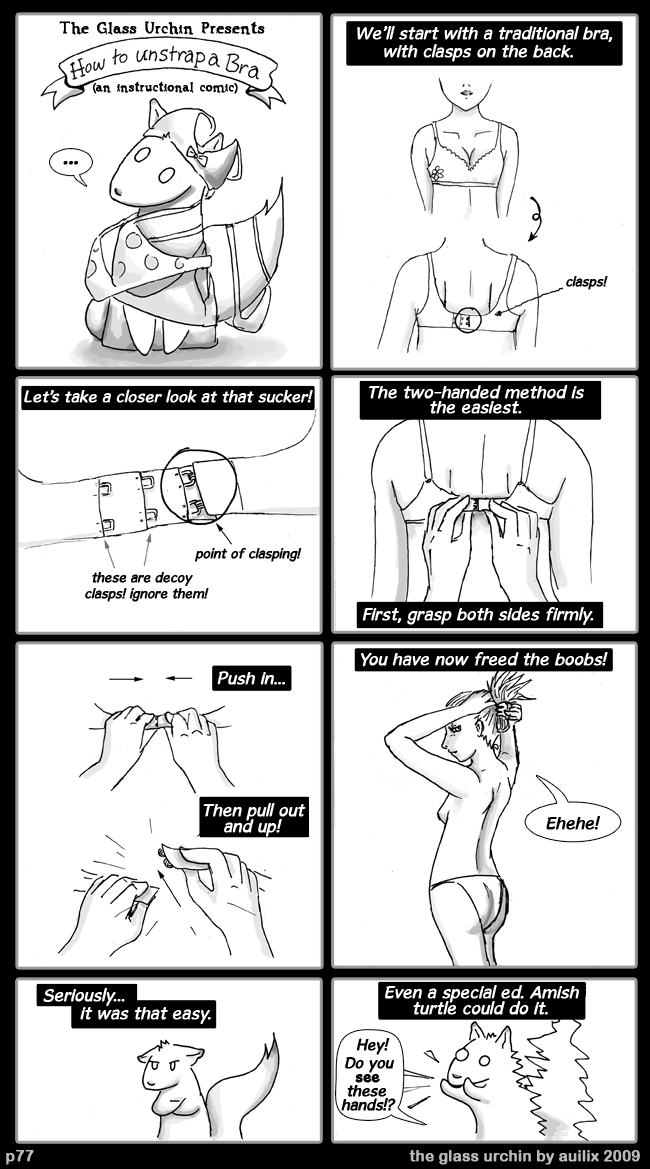 The Glass Urchin Presents
How to unstrap a Bra
(an instructional comic)
...
We'll start with a traditional bra,
with clasps on the back.
clasps!
Let's take a closer look at that sucker!
point of clasping!
these are decoy
clasps! ignore them!
The two-handed method is
the easiest.
First, grasp both sides firmly.
Push in...
Then pull out
and up!
You have now freed the boobs!
Ehehe!
Seriously...
it was that easy.
Even a special ed. Amish
turtle could do it.
Hey!
Do you
see
these
hands!?
p77
the glass urchin by auilix 2009